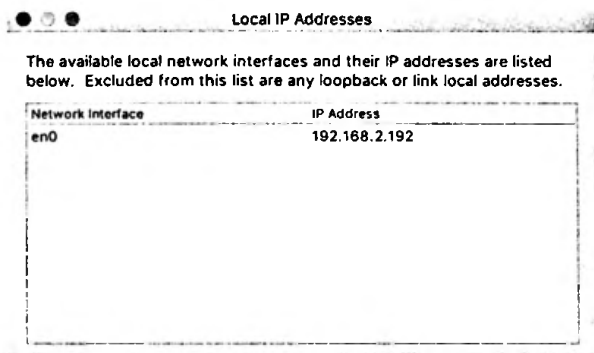 Local IP Addresses
The available local network interfaces and their IP addresses are listed
below. Excluded from this list are any loopback or link local addresses.
Network Interface IP Address
en0 192.168.2.192